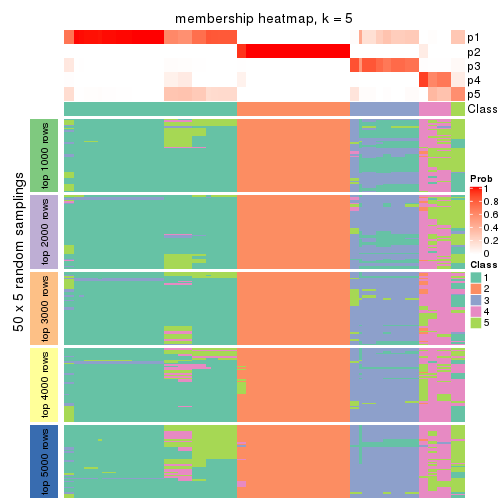 membership heatmap, k = 5
p1
p2
p3
p4
p5
Class
50 x 5 random samplings
top 1000 rows
top 2000 rows
top 3000 rows
top 4000 rows
top 5000 rows
Prob
1
0.8
0.6
0.4
0.2
0
Class
1
2
3
4
5